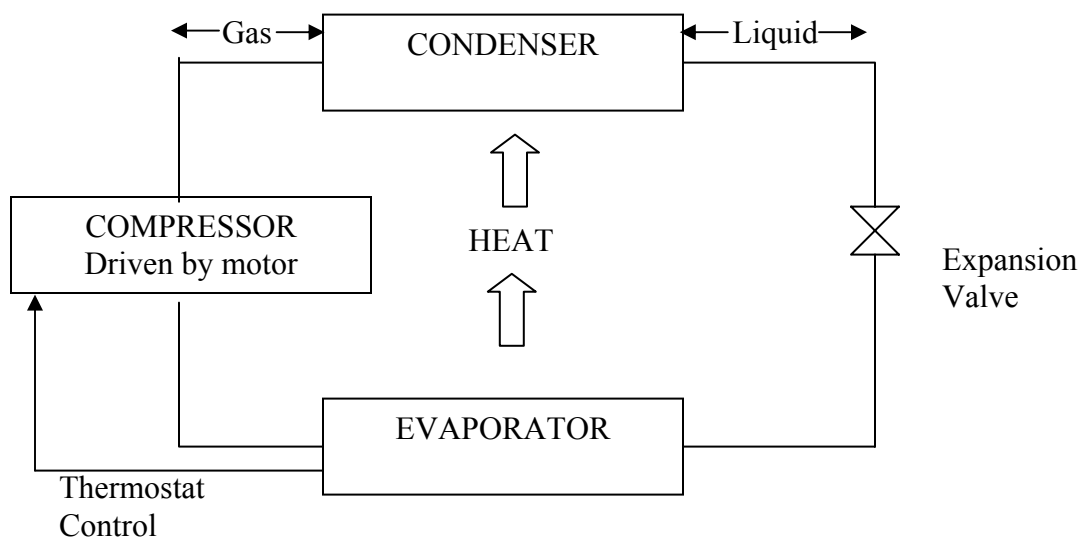 Gas
CONDENSER
Liquid
COMPRESSOR
Driven by motor
HEAT
Expansion
Valve
EVAPORATOR
Thermostat
Control